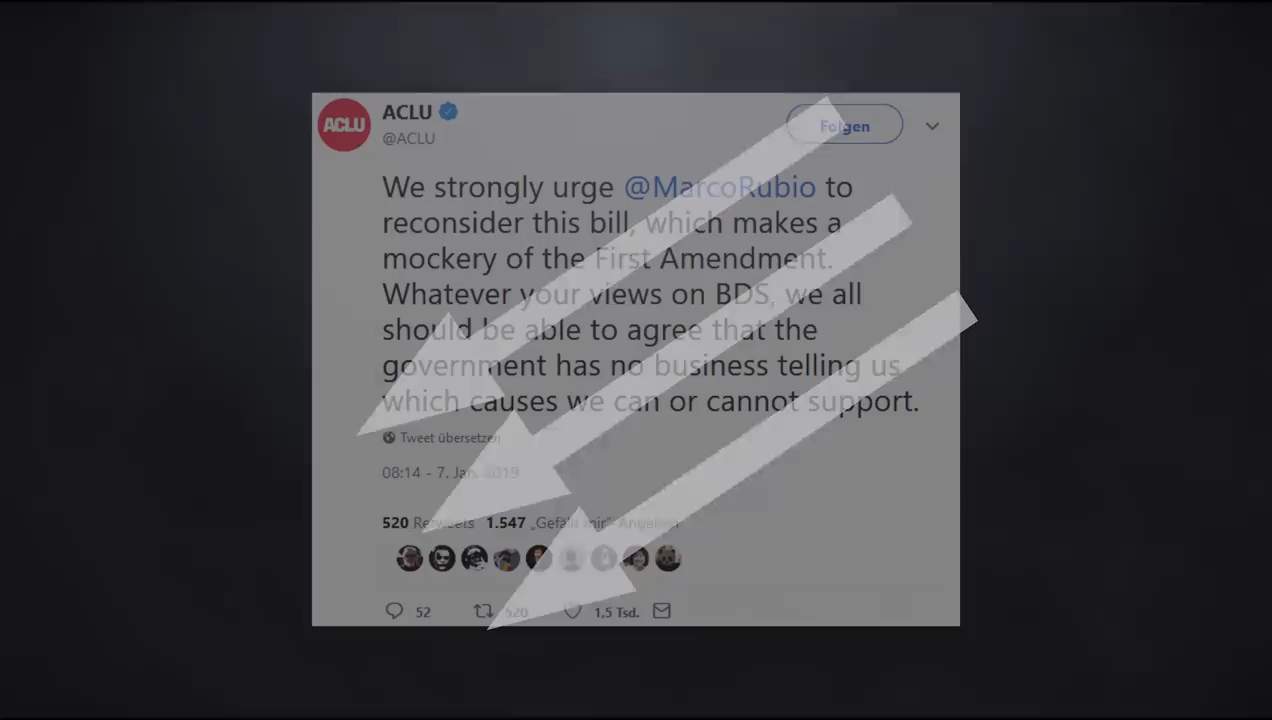 ACLU
ACLU
@ACLU
Folgen
We strongly urge @MarcoRubio to
reconsider this bill, which makes a
mockery of the First Amendment.
Whatever your views on BDS, we all
should be able to agree that the
government has no business telling us
which causes we can or cannot support.
Tweet übersetzen
08:14 - 7. Jan. 2019
520 Retweets 1.547 „Gefällt mir“-Angaben
52 520 1,5 Tsd.